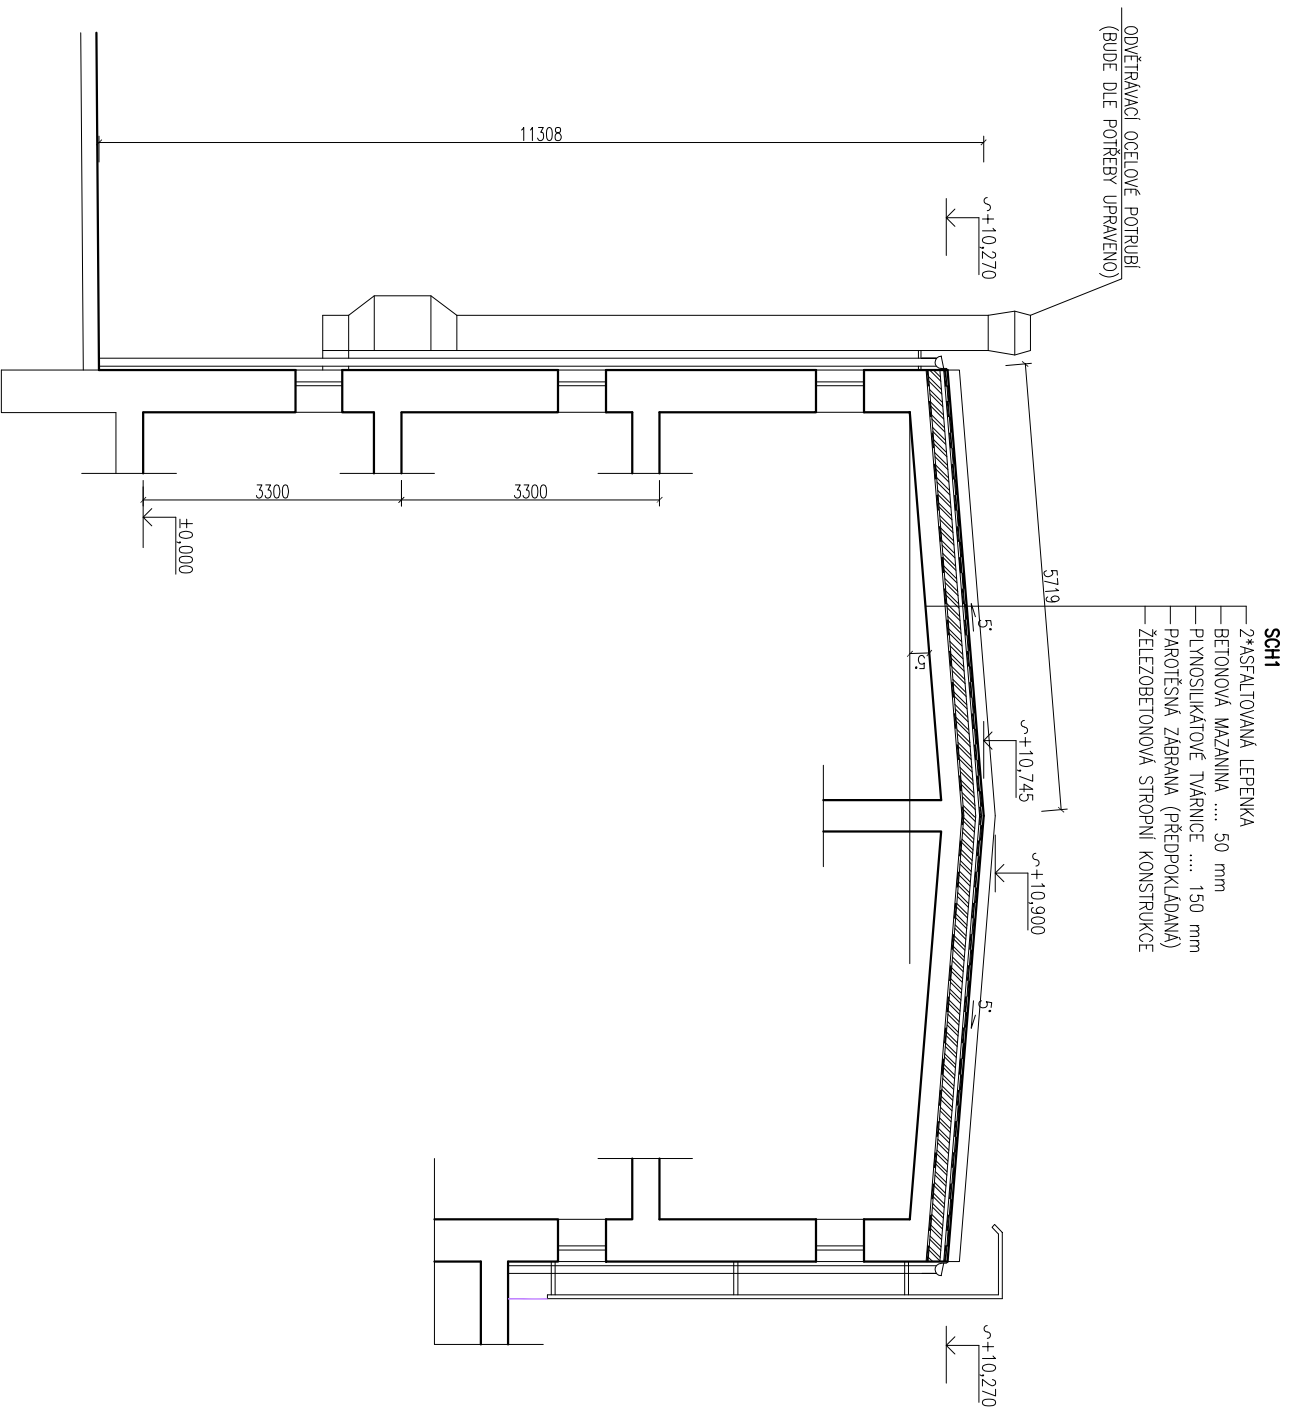 SCH1
2*ASFALTOVANÁ LEPENKA
BETONOVÁ MAZANINA .... 50 mm
PLYNOSILIKÁTOVÉ TVÁRNICE .... 150 mm
PAROTĚSNÁ ZÁBRANA (PŘEDPOKLÁDANÁ)
ŽELEZOBETONOVÁ STROPNÍ KONSTRUKCE
ODVĚTRÁVACÍ OCELOVÉ POTRUBÍ
(BUDE DLE POTŘEBY UPRAVENO)
5719
S+10,745
S+10,900
S+10,270
S+10,270
5°
5°
5°
11308
3300
3300
±0,000